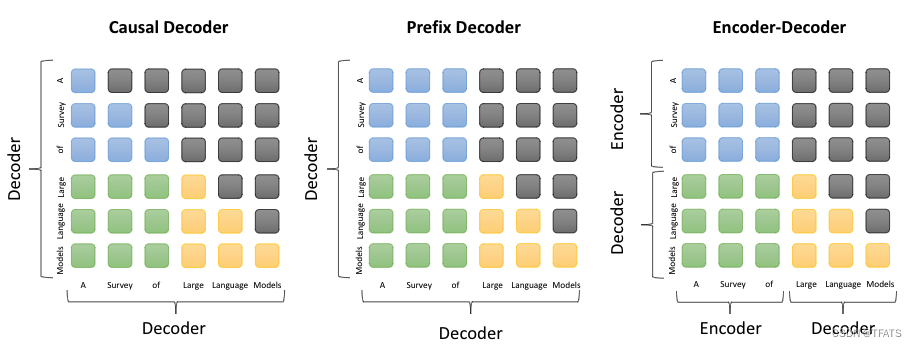 Causal Decoder
Prefix Decoder
Encoder-Decoder
Decoder
A
Survey
of
Large
Language
Models
A Survey of Large Language Models
Decoder
Decoder
A
Survey
of
Large
Language
Models
A Survey of Large Language Models
Decoder
Encoder
Decoder
A
Survey
of
Large
Language
Models
A Survey of Large Language Models
Encoder
Decoder
CSDN @TFATS